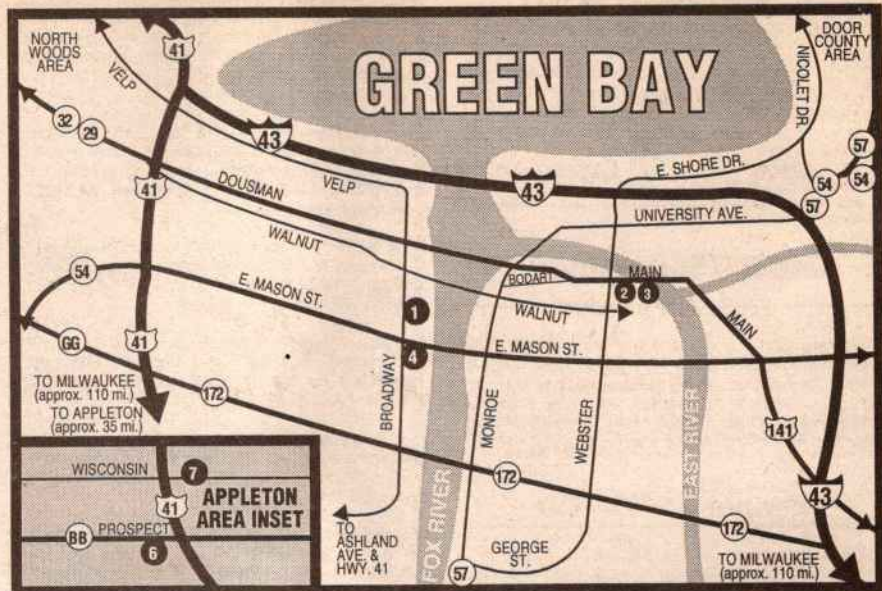 NORTH
WOODS
AREA
41
VELP
GREEN BAY
DOOR
COUNTY
AREA
NICOLET DR.
32
29
43
57
54
54
E. SHORE DR.
41
DOUSMAN
VELP
43
57
UNIVERSITY AVE.
WALNUT
54
E. MASON ST.
BODART
MAIN
2 3
1
WALNUT
MAIN
GG
41
4
E. MASON ST.
TO MILWAUKEE
(approx. 110 mi.)
TO APPLETON
(approx. 35 mi.)
172
BROADWAY
MONROE
WEBSTER
141
FOX RIVER
EAST RIVER
WISCONSIN
7
41
APPLETON
AREA INSET
BB
PROSPECT
6
172
43
172
TO
ASHLAND
AVE. &
HWY. 41
57
GEORGE
ST.
TO MILWAUKEE
(approx. 110 mi.)